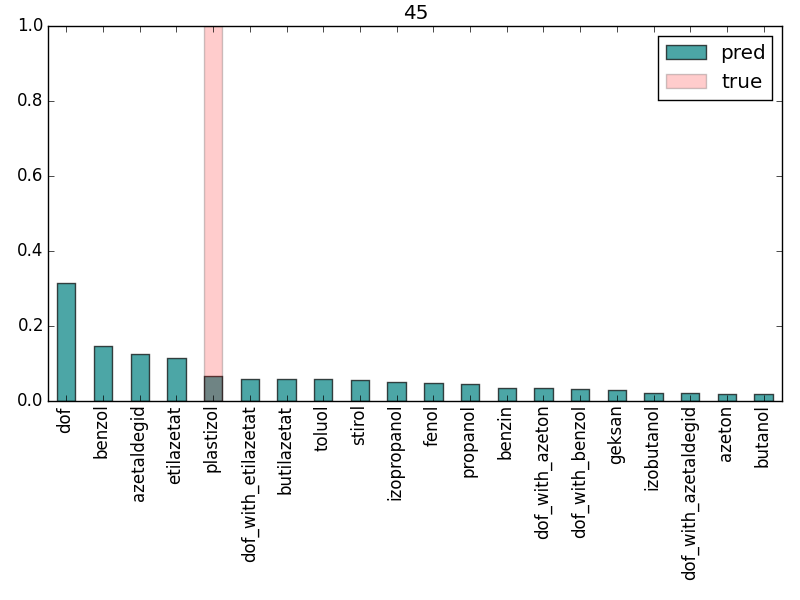 45
1.0
0.8
0.6
0.4
0.2
0.0
pred
true
dof
benzol
azetaldegid
etilazetat
plastizol
dof_with_etilazetat
butilazetat
toluol
stirol
izopropanol
fenol
propanol
benzin
dof_with_azeton
dof_with_benzol
geksan
izobutanol
dof_with_azetaldegid
azeton
butanol